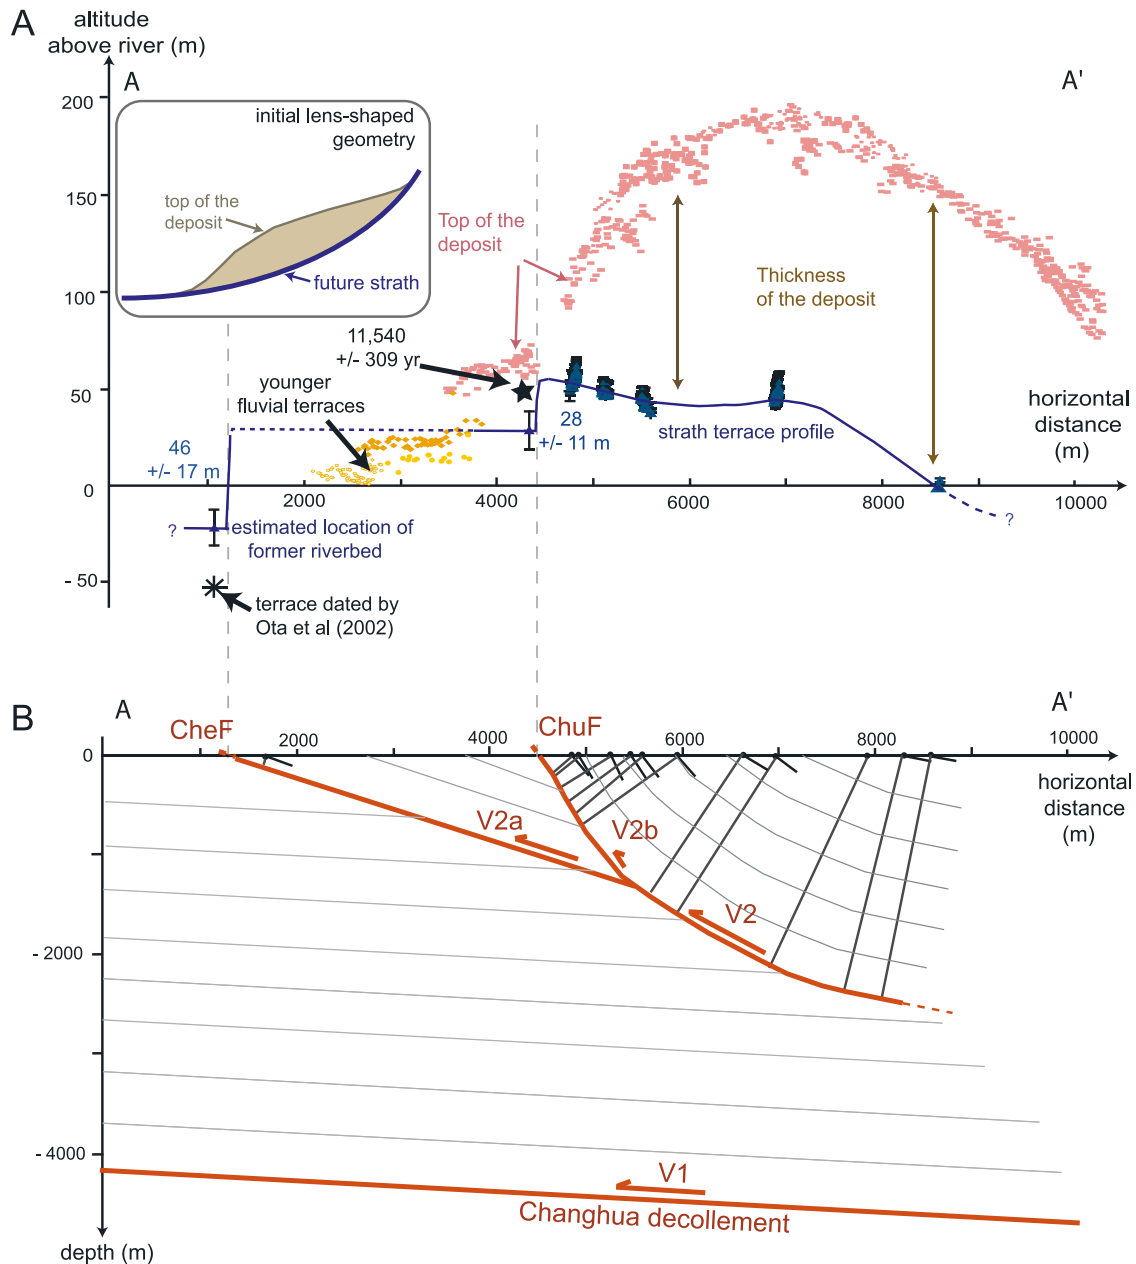 A
altitude
above river (m)
A
A'
200
150
100
50
0
- 50
initial lens-shaped
geometry
top of the
deposit
future strath
Top of the
deposit
Thickness
of the deposit
11,540
+/- 309 yr
younger
fluvial terraces
46
+/- 17 m
28
+/- 11 m
strath terrace profile
horizontal
distance
(m)
2000
4000
6000
8000
10000
?
estimated location of
former riverbed
?
terrace dated by
Ota et al (2002)
B
A
A'
CheF
ChuF
0
2000
4000
6000
8000
10000
horizontal
distance
(m)
V2a
V2b
V2
- 2000
- 4000
V1
Changhua decollement
depth (m)